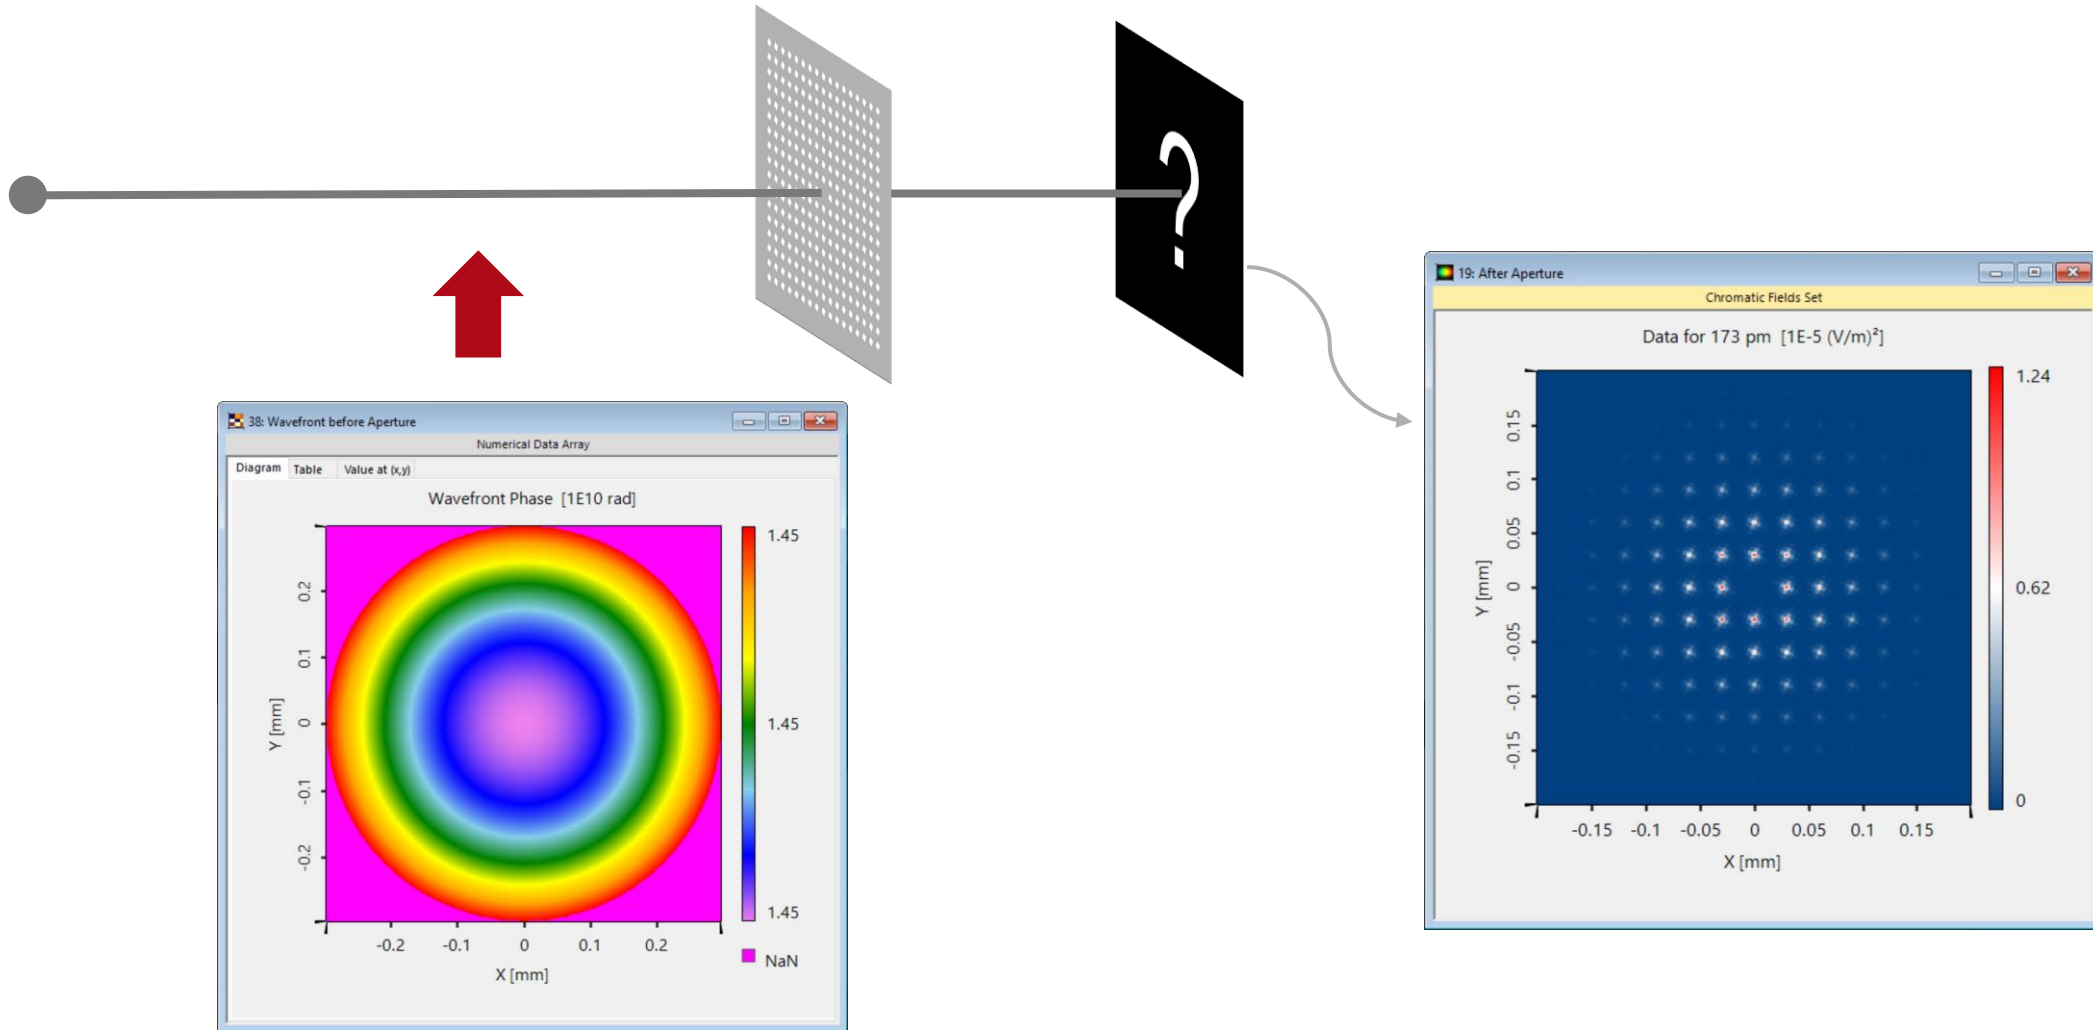 ?
38: Wavefront before Aperture
Numerical Data Array
Diagram Table Value at (x,y)
Wavefront Phase [1E10 rad]
0.2
0.1
0
-0.1
-0.2
Y [mm]
-0.2 -0.1 0 0.1 0.2
X [mm]
1.45
1.45
1.45
NaN
19: After Aperture
Chromatic Fields Set
Data for 173 pm [1E-5 (V/m)²]
0.15
0.1
0.05
0
-0.05
-0.1
-0.15
Y [mm]
-0.15 -0.1 -0.05 0 0.05 0.1 0.15
X [mm]
1.24
0.62
0